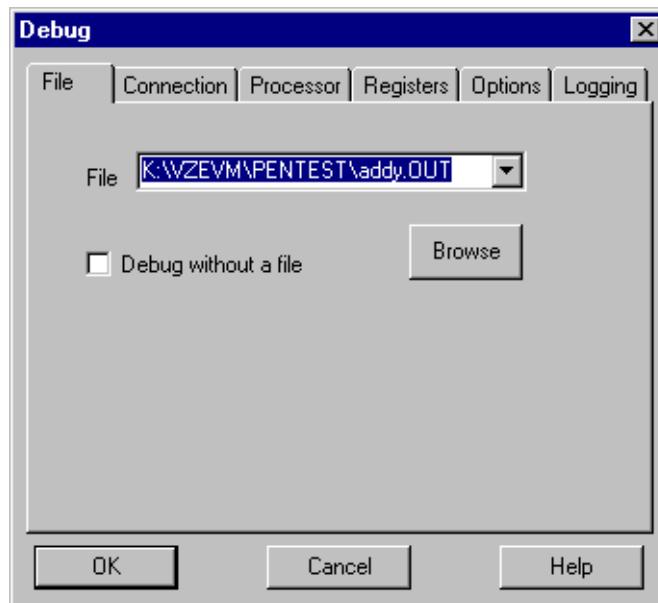 Debug
File Connection Processor Registers Options Logging
File K:\VZEVM\PENTEST\addy.OUT
Debug without a file
Browse
OK Cancel Help